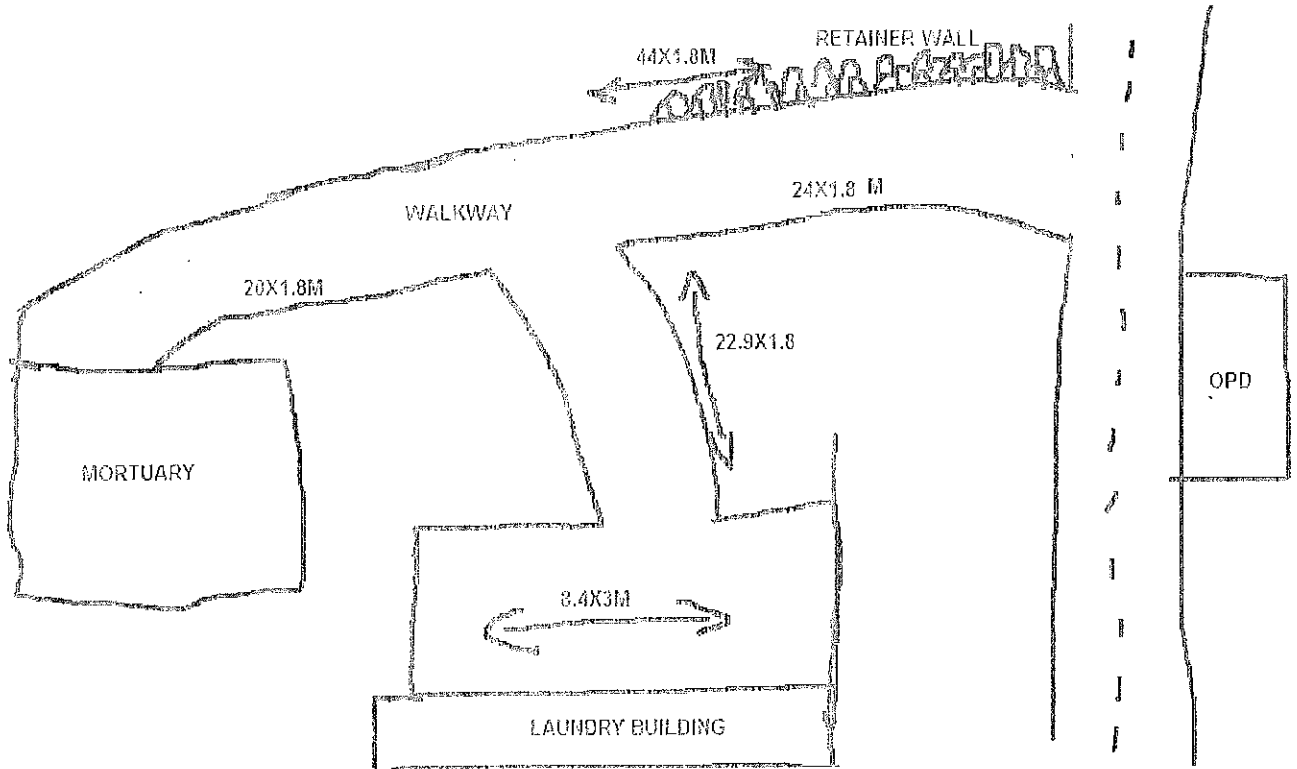 RETAINER WALL
44X1.8M
24X1.8 M
WALKWAY
20X1.8M
22.9X1.8
OPD
MORTUARY
8.4X3M
LAUNDRY BUILDING